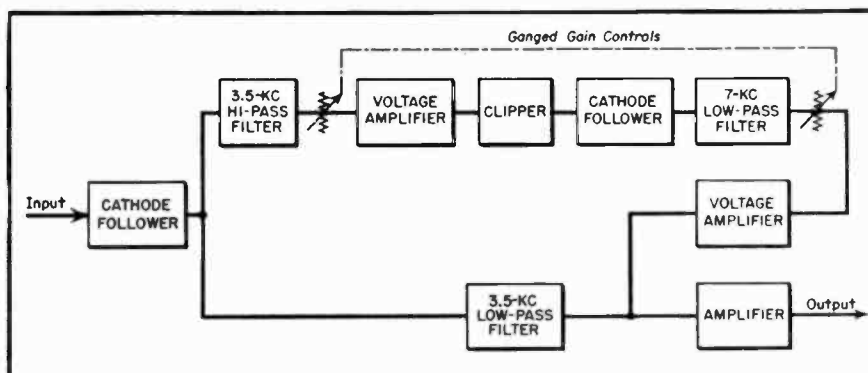 Ganged Gain Controls
3.5-KC
HI-PASS
FILTER
VOLTAGE
AMPLIFIER
CLIPPER
CATHODE
FOLLOWER
7-KC
LOW-PASS
FILTER
Input
CATHODE
FOLLOWER
VOLTAGE
AMPLIFIER
3.5-KC
LOW-PASS
FILTER
AMPLIFIER
Output